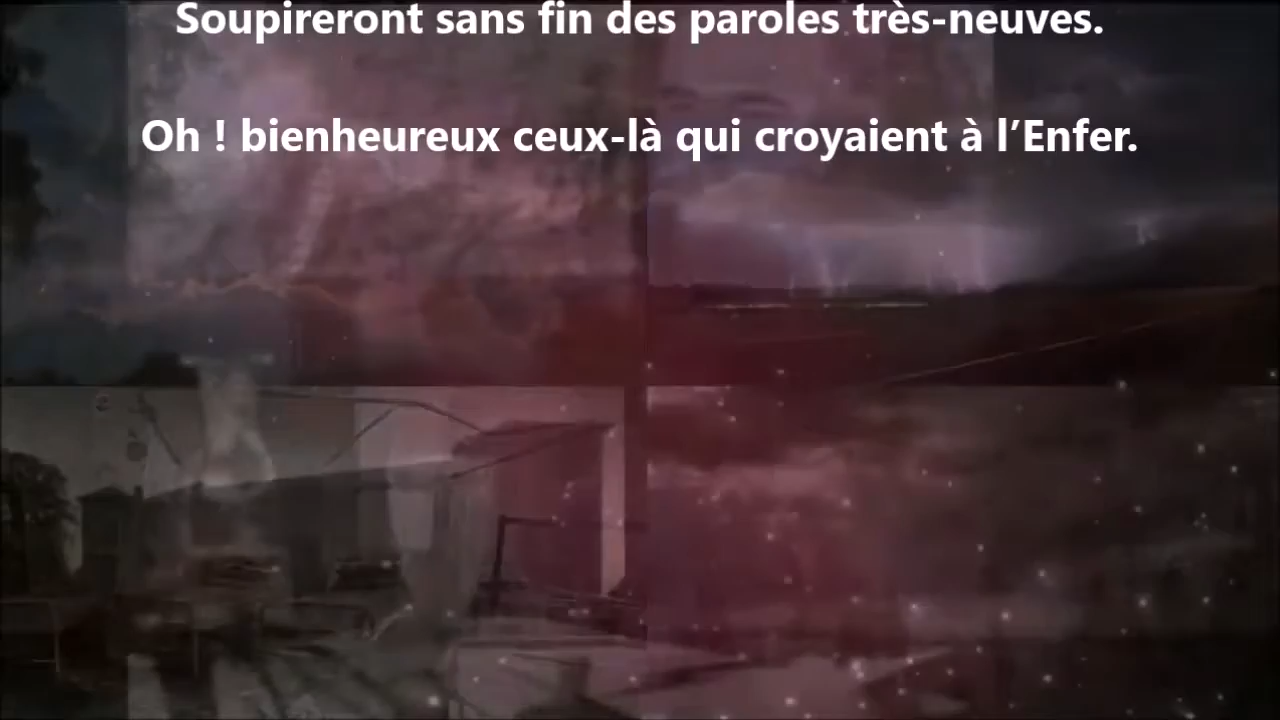 Soupireront sans fin des paroles très-neuves.
Oh ! bienheureux ceux-là qui croyaient à l’Enfer.